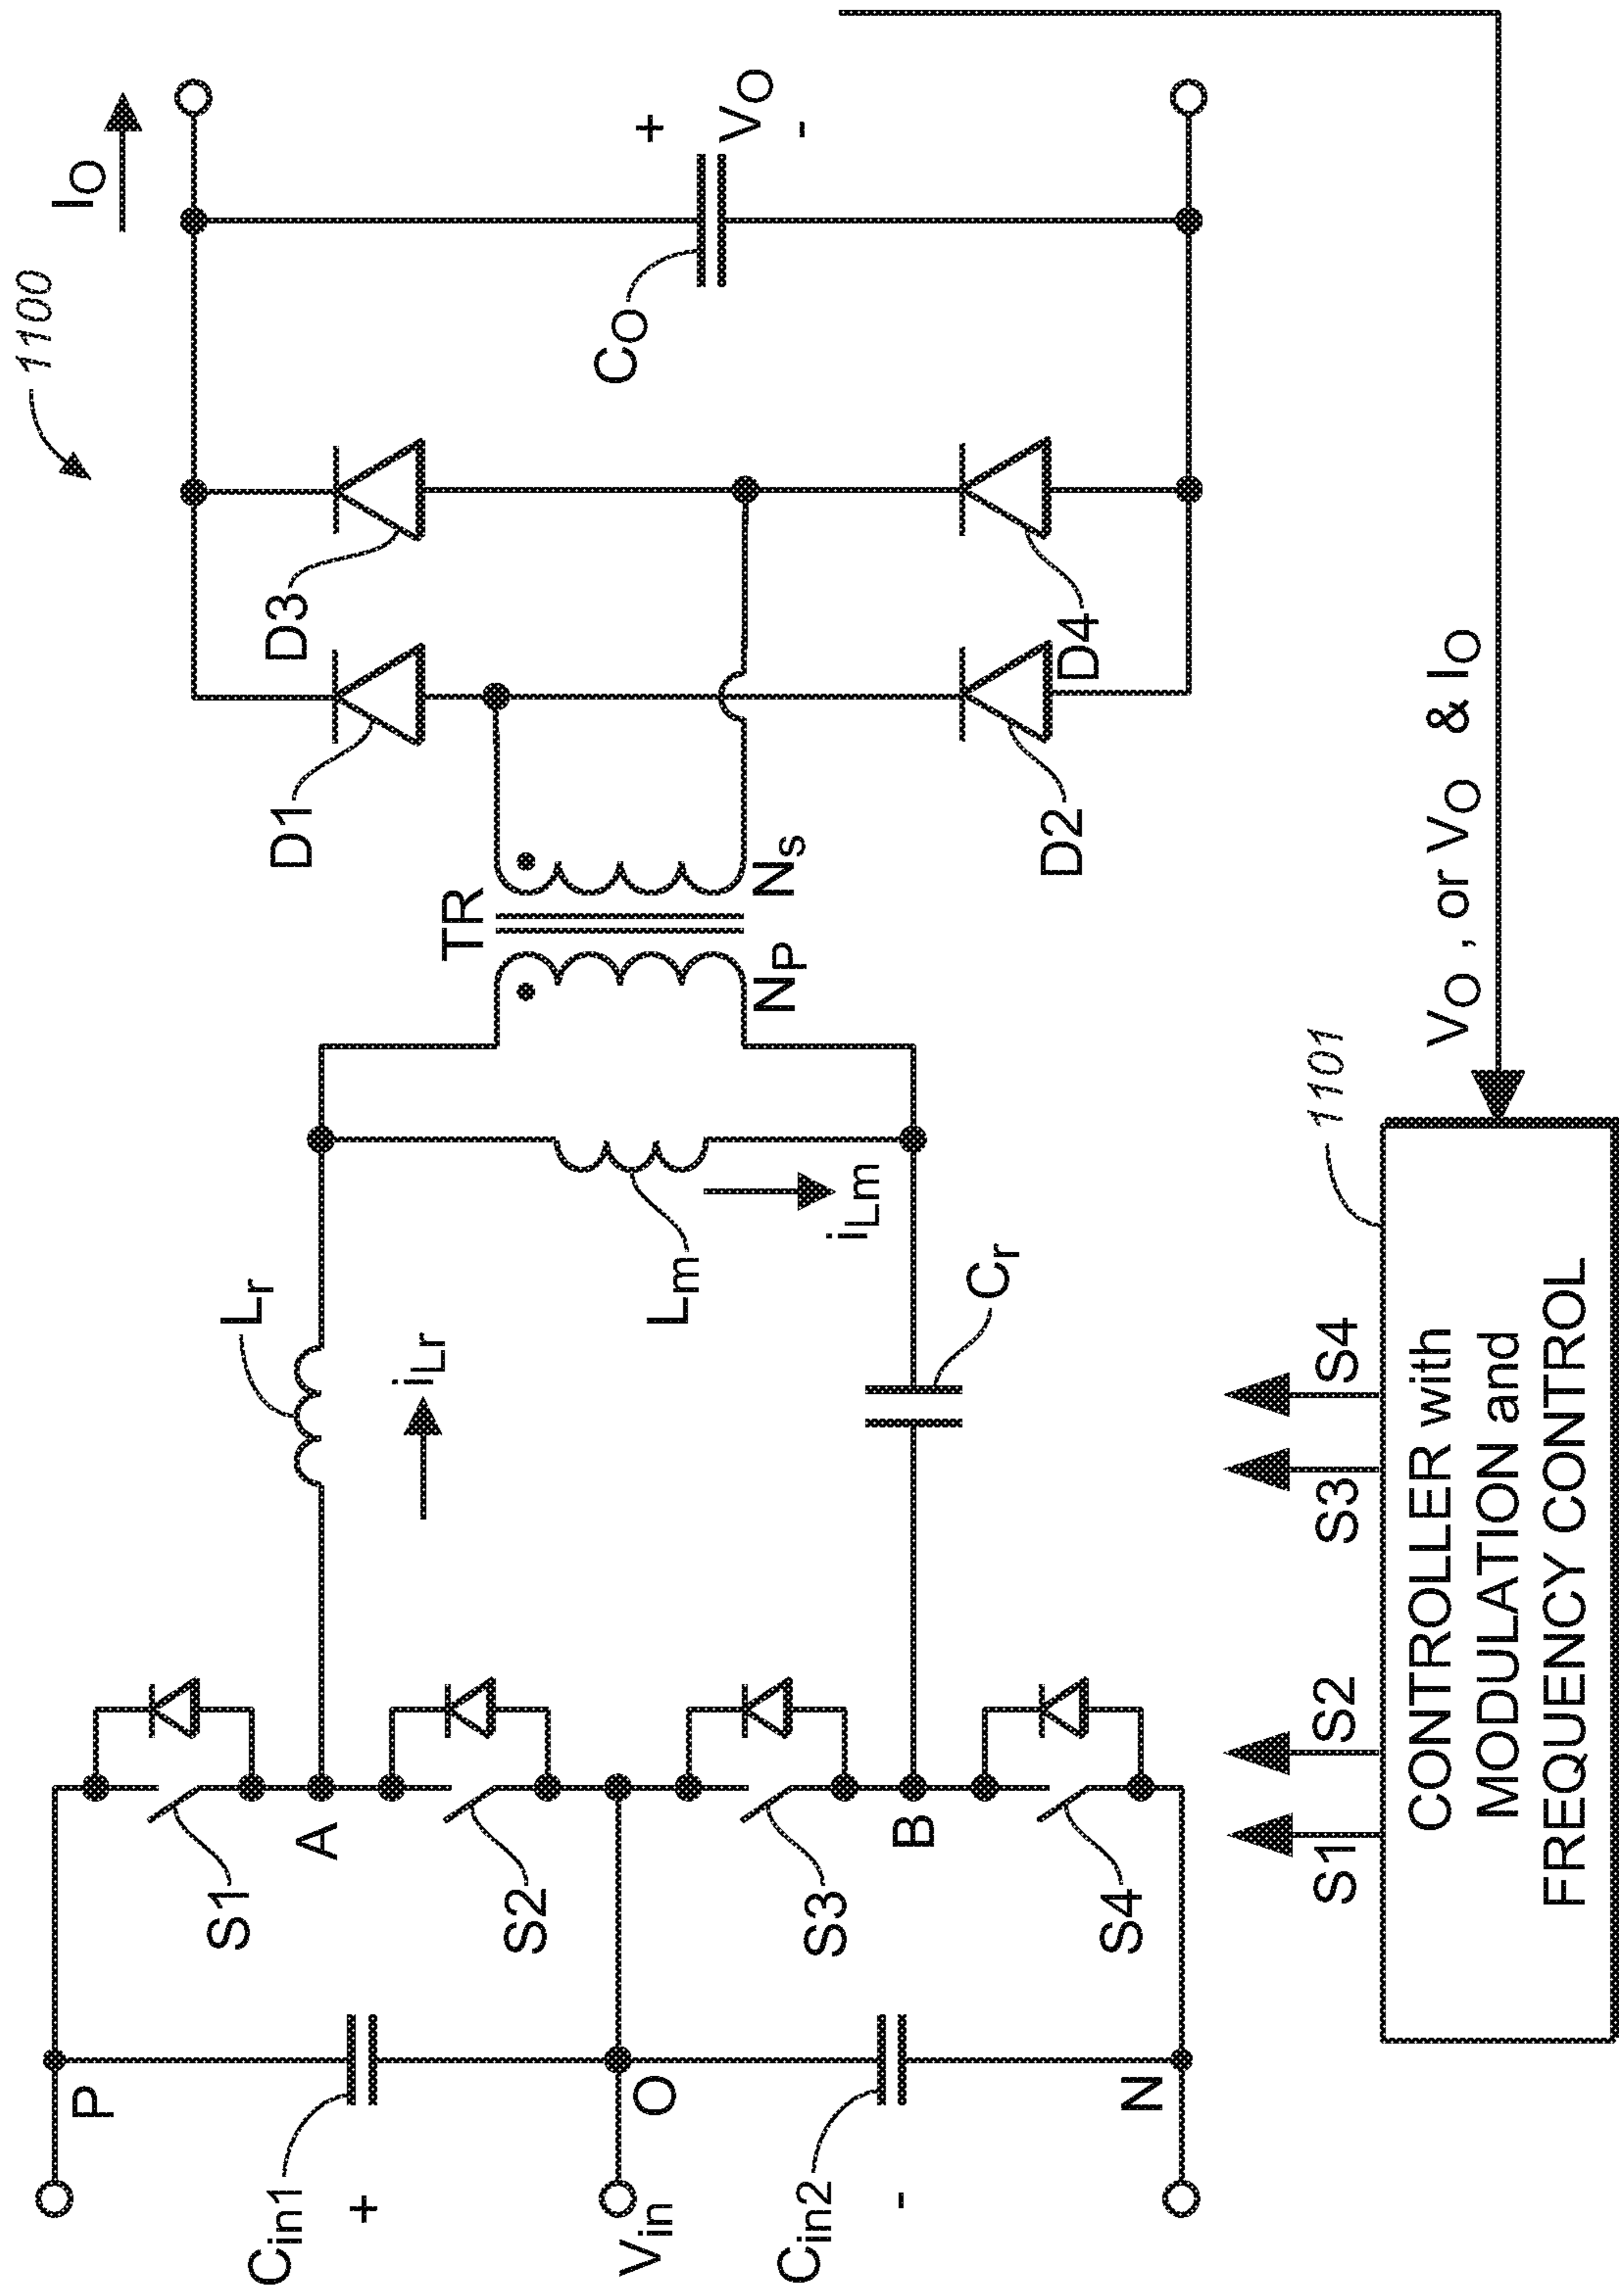 1100
I_O
P
C_in1
+
S1
A
L_r
i_Lr
TR
D1
D3
S2
O
V_in
L_m
i_Lm
N_P
N_S
C_O
+
V_O
-
C_in2
-
S3
B
C_r
D2
D4
N
S4
S1
S2
S3
S4
1101
V_O , or V_O & I_O
CONTROLLER with
MODULATION and
FREQUENCY CONTROL